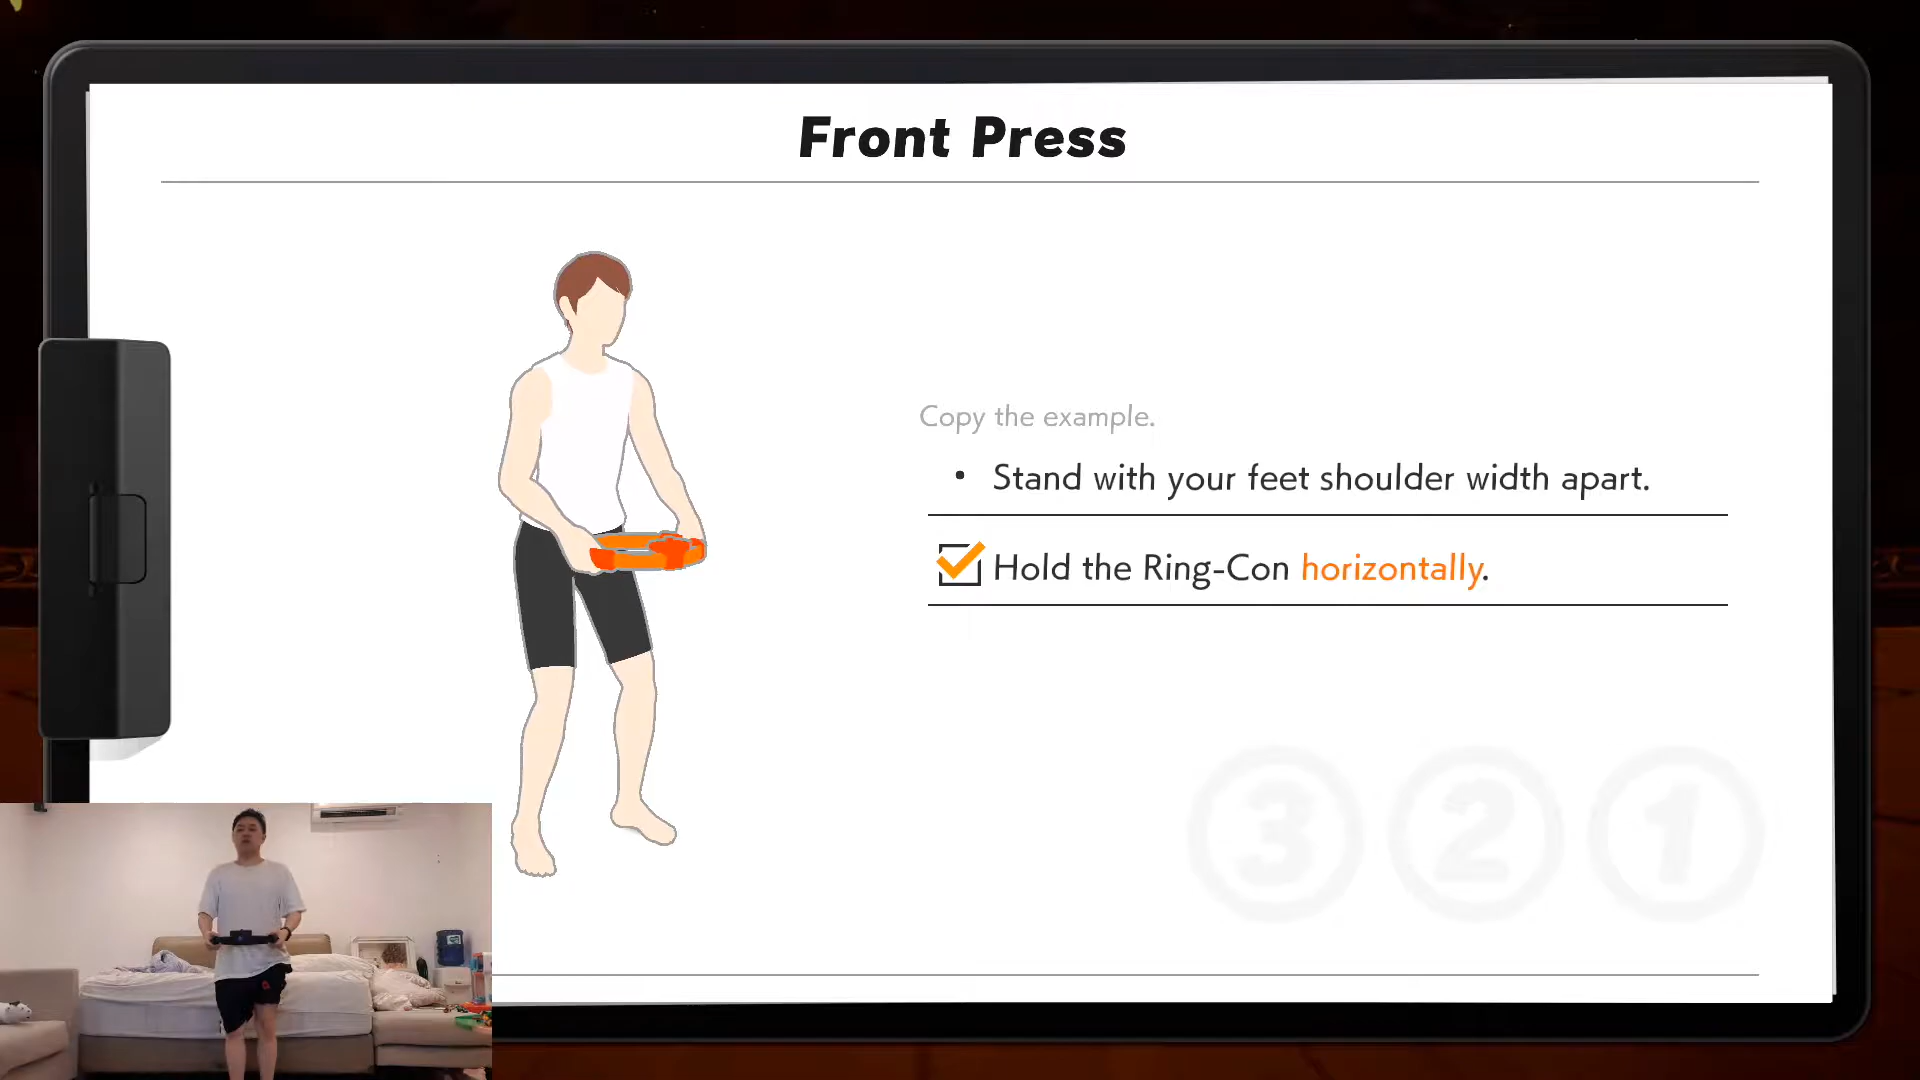 Front Press
Copy the example.
• Stand with your feet shoulder width apart.
Hold the Ring-Con horizontally.
3 2 1